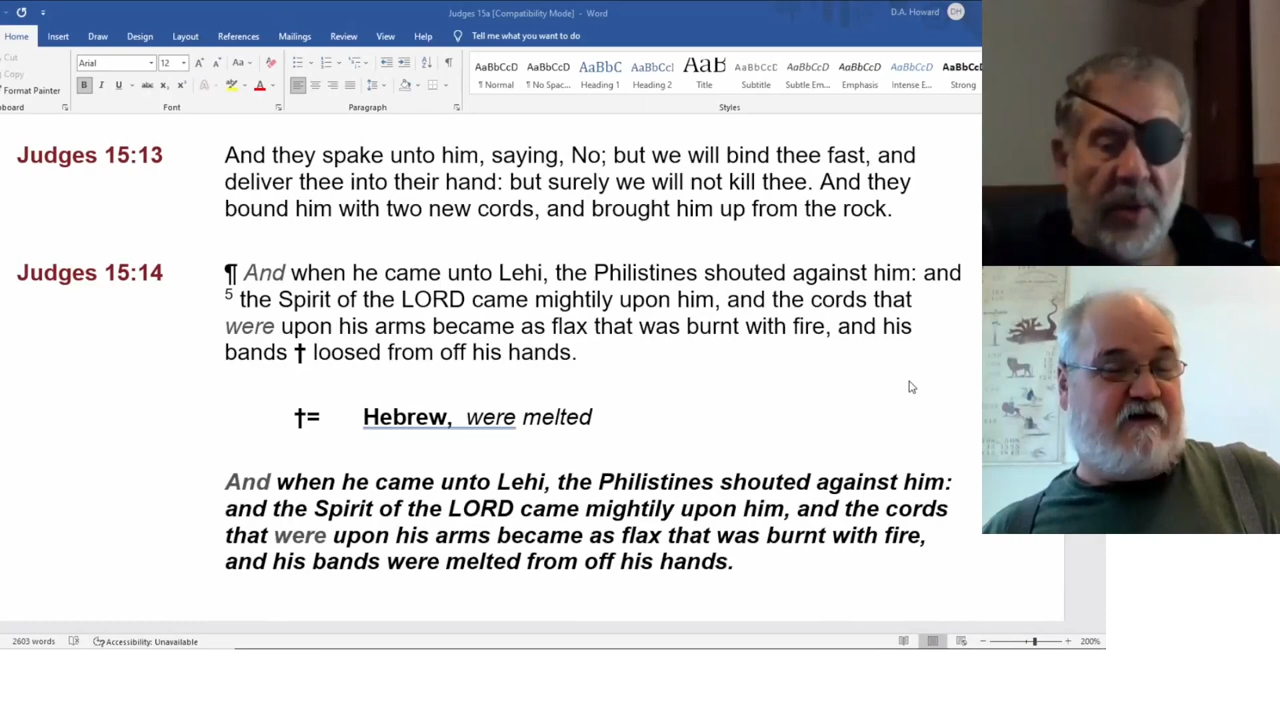 Judges 15a [Compatibility Mode] - Word
D.A. Howard
DH
Home Insert Draw Design Layout References Mailings Review View Help Tell me what you want to do
Cut
Copy
Format Painter
Arial 12
Aa
B I U abc x, x A
AaBbCcD AaBbCcD AaBbC AaBbCcI AaB AaBbCcD AaBbCcD AaBbCcD AaBbCcD AaBbCcD
¶ Normal ¶ No Spac... Heading 1 Heading 2 Title Subtitle Subtle Em... Emphasis Intense E... Strong
Font Paragraph Styles
Judges 15:13 And they spake unto him, saying, No; but we will bind thee fast, and
deliver thee into their hand: but surely we will not kill thee. And they
bound him with two new cords, and brought him up from the rock.
Judges 15:14 ¶ And when he came unto Lehi, the Philistines shouted against him: and
5 the Spirit of the LORD came mightily upon him, and the cords that
were upon his arms became as flax that was burnt with fire, and his
bands † loosed from off his hands.
†= Hebrew, were melted
And when he came unto Lehi, the Philistines shouted against him:
and the Spirit of the LORD came mightily upon him, and the cords
that were upon his arms became as flax that was burnt with fire,
and his bands were melted from off his hands.
2603 words Accessibility: Unavailable 200%